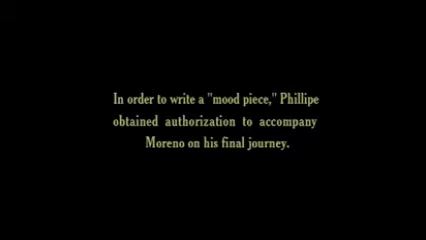 In order to write a "mood piece," Phillipe
obtained authorization to accompany
Moreno on his final journey.